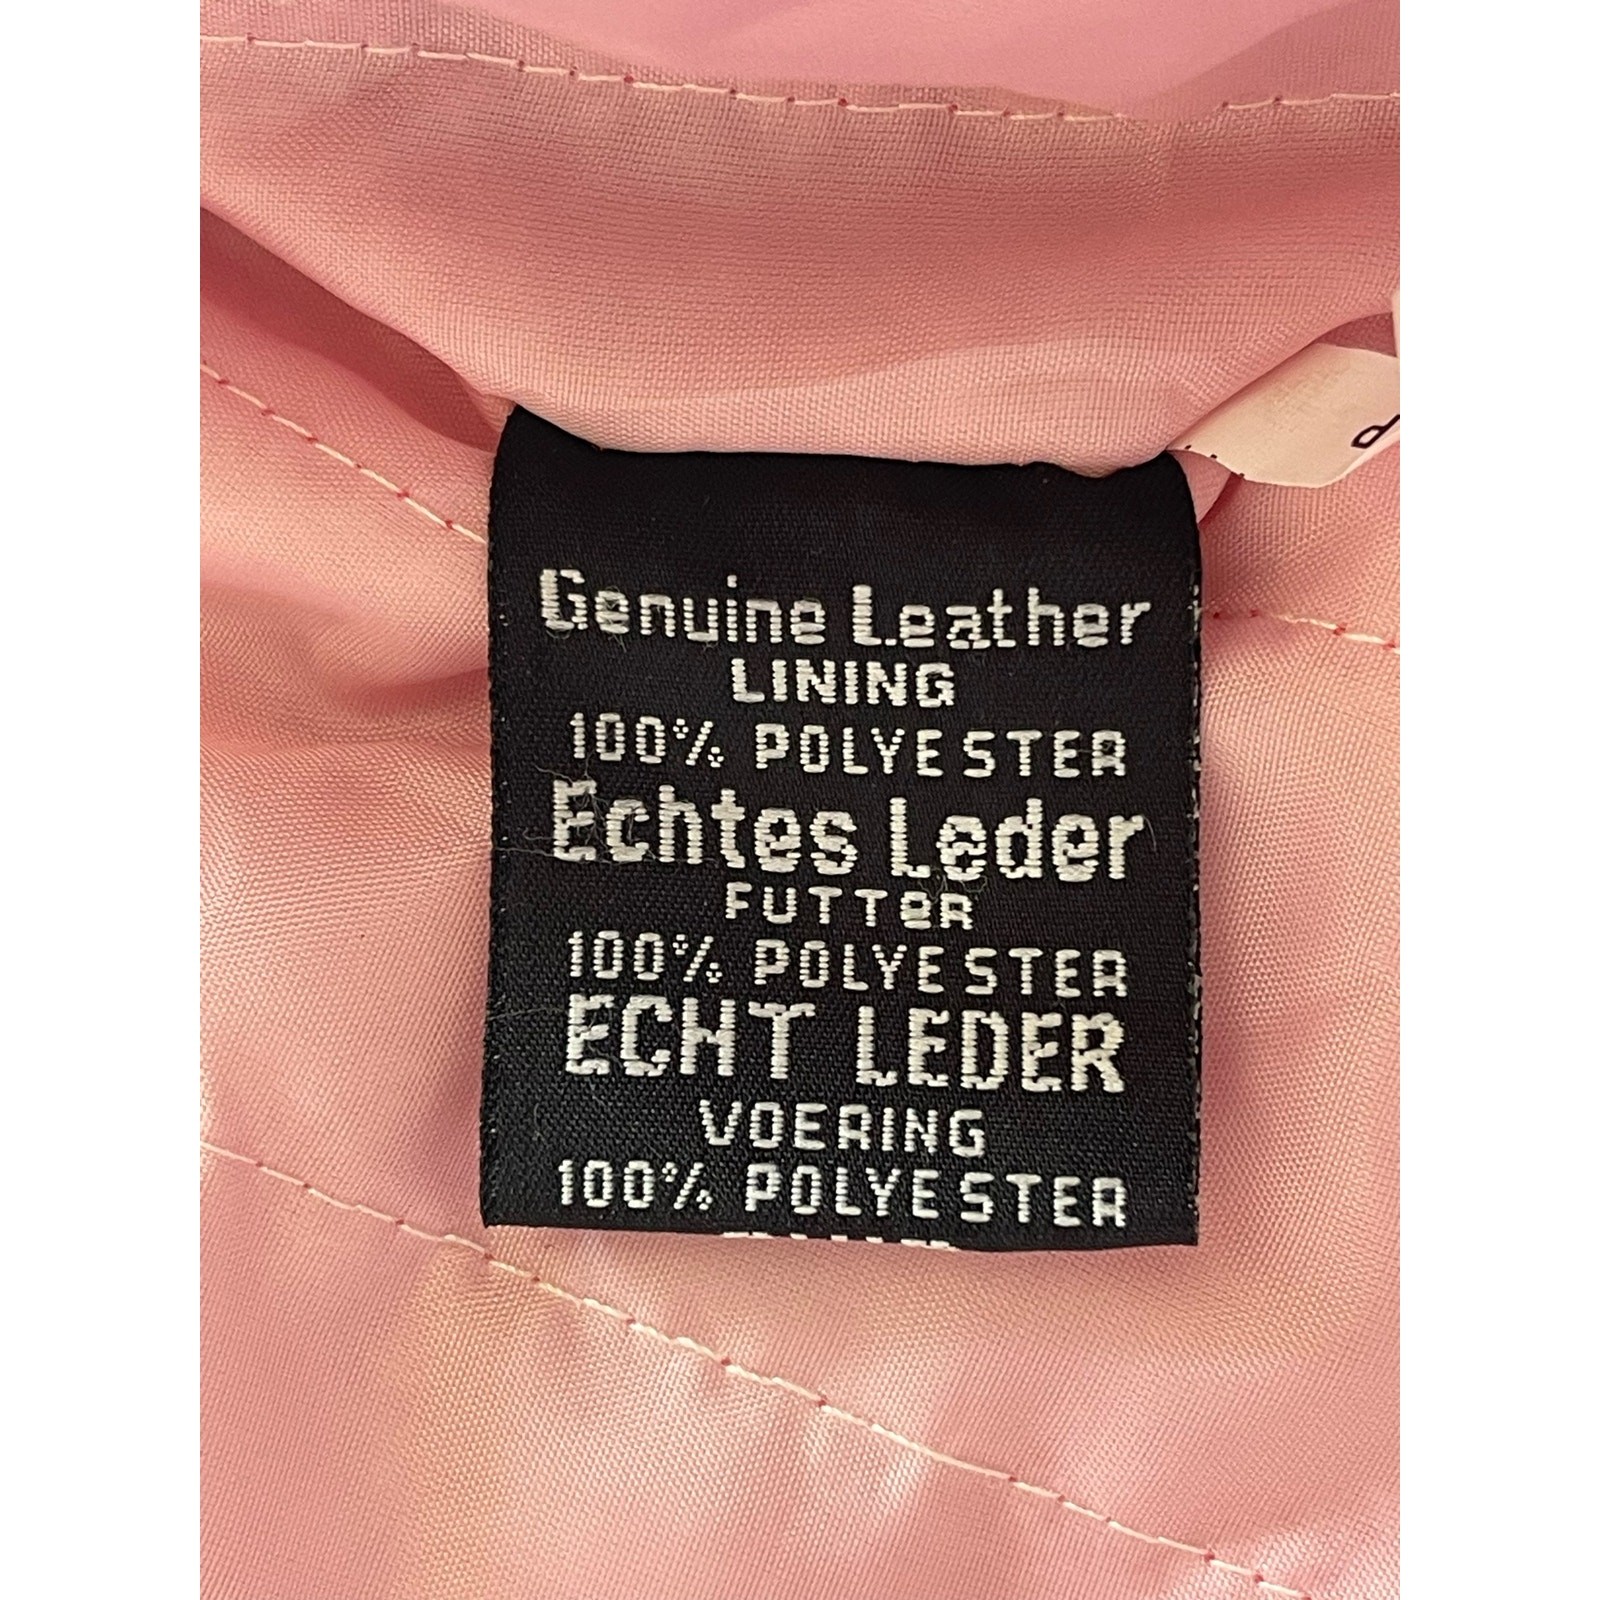 Genuine Leather
LINING
100% POLYESTER
Echtes Leder
FUTTeR
100% POLYESTER
ECHT LEDER
VOERING
100% POLYESTER